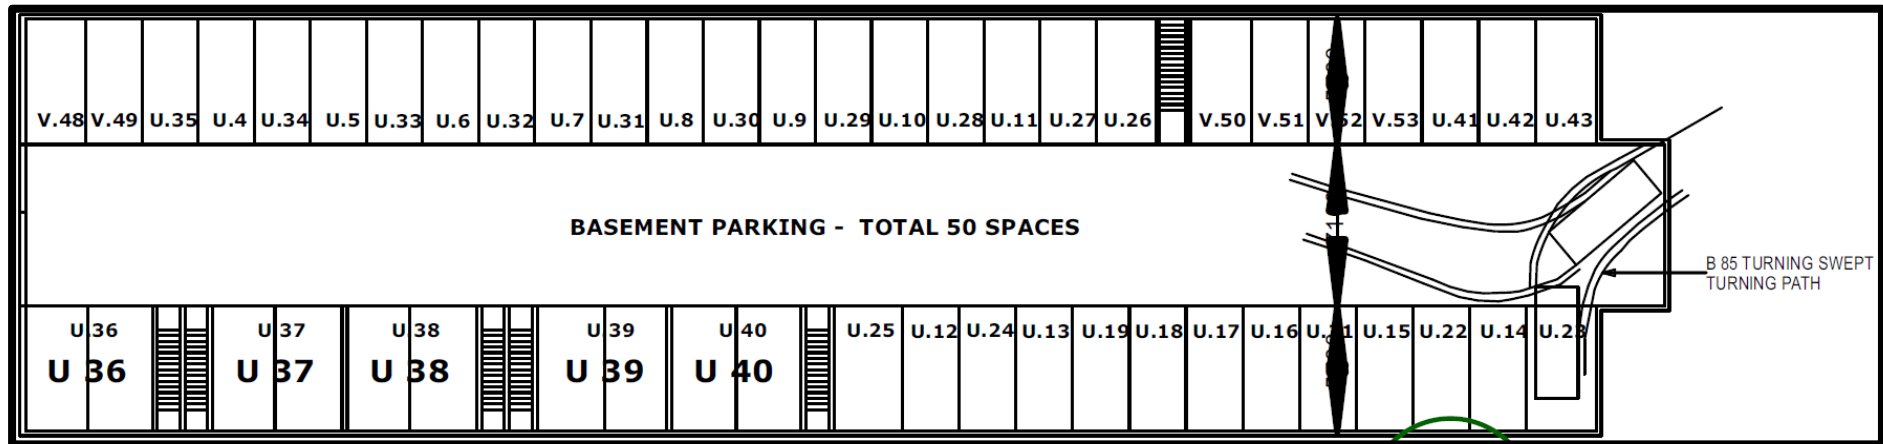 V.48 V.49 U.35 U.4 U.34 U.5 U.33 U.6 U.32 U.7 U.31 U.8 U.30 U.9 U.29 U.10 U.28 U.11 U.27 U.26 V.50 V.51 V.52 V.53 U.41 U.42 U.43
BASEMENT PARKING - TOTAL 50 SPACES
B 85 TURNING SWEPT
TURNING PATH
U.36 U.37 U.38 U.39 U.40 U.25 U.12 U.24 U.13 U.19 U.18 U.17 U.16 U.21 U.15 U.22 U.14 U.23
U 36 U 37 U 38 U 39 U 40